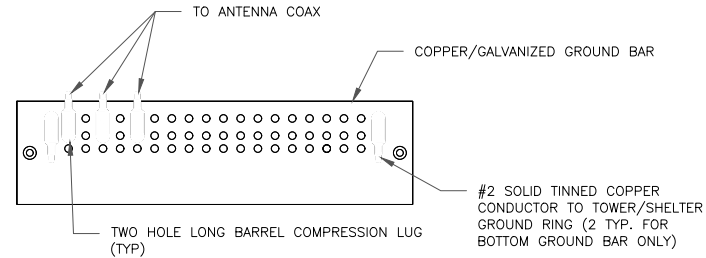 TO ANTENNA COAX
COPPER/GALVANIZED GROUND BAR
#2 SOLID TINNED COPPER
CONDUCTOR TO TOWER/SHELTER
GROUND RING (2 TYP. FOR
BOTTOM GROUND BAR ONLY)
TWO HOLE LONG BARREL COMPRESSION LUG
(TYP)